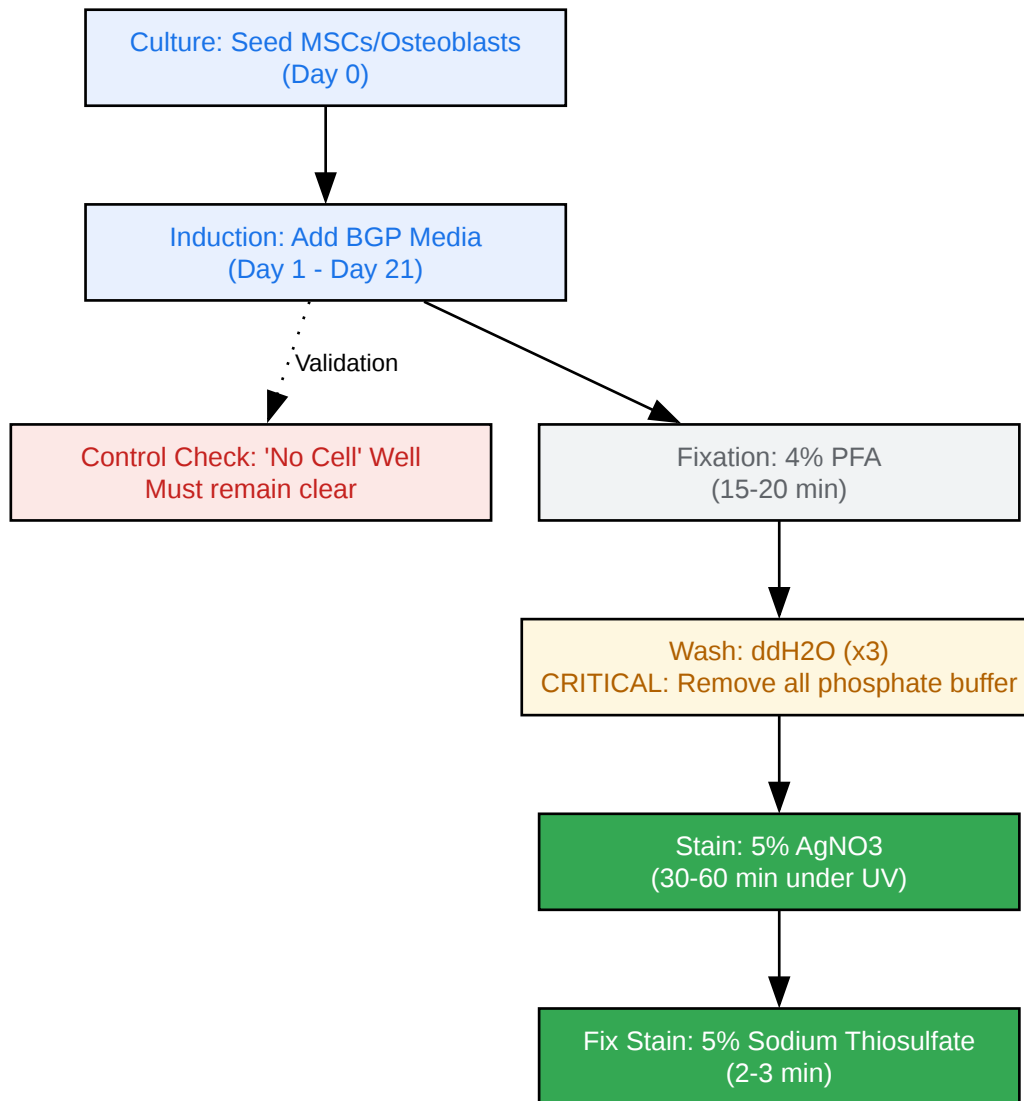 Culture: Seed MSCs/Osteoblasts
(Day 0)
Induction: Add BGP Media
(Day 1 - Day 21)
Validation
Control Check: 'No Cell' Well
Must remain clear
Fixation: 4% PFA
(15-20 min)
Wash: ddH2O (x3)
CRITICAL: Remove all phosphate buffer
Stain: 5% AgNO3
(30-60 min under UV)
Fix Stain: 5% Sodium Thiosulfate
(2-3 min)